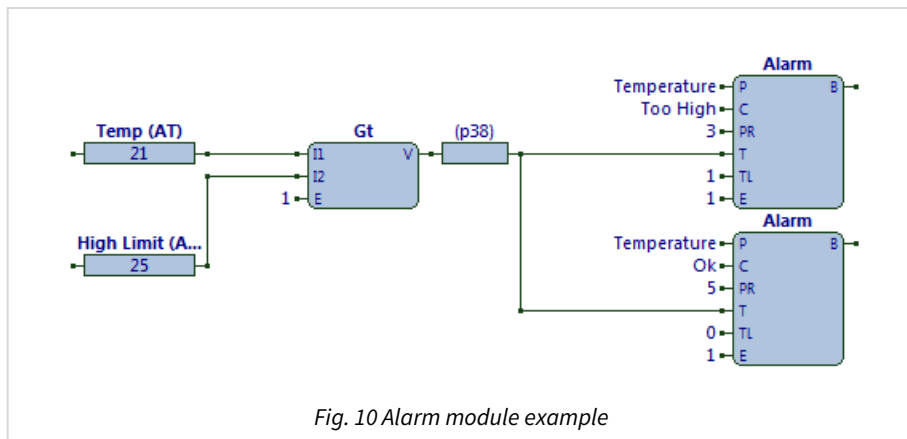 Alarm
Temperature P B
Too High C
3 PR
T
1 TL
1 E
Temp (AT)
21
Gt
I1 V
I2
1 E
(p38)
High Limit (A...
25
Alarm
Temperature P B
Ok C
5 PR
T
0 TL
1 E
Fig. 10 Alarm module example